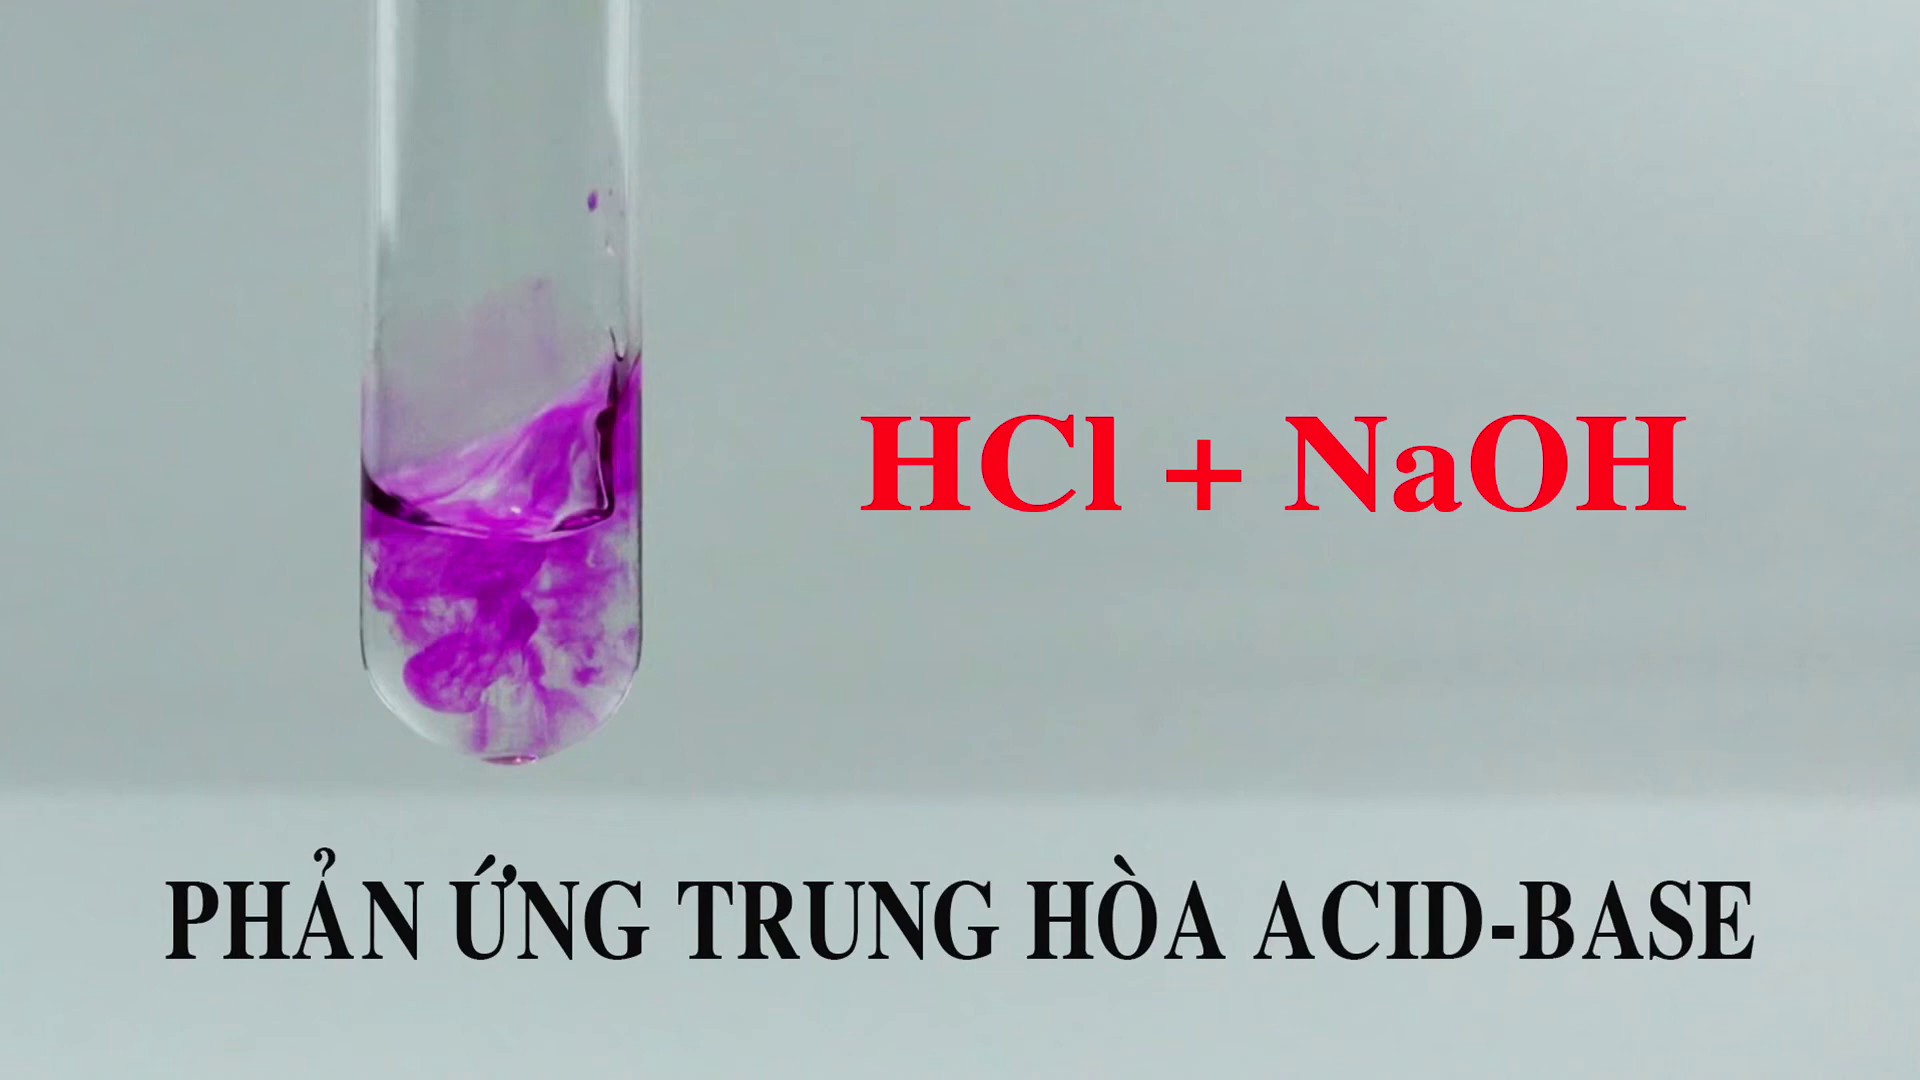 HCl + NaOH
PHẢN ỨNG TRUNG HÒA ACID-BASE